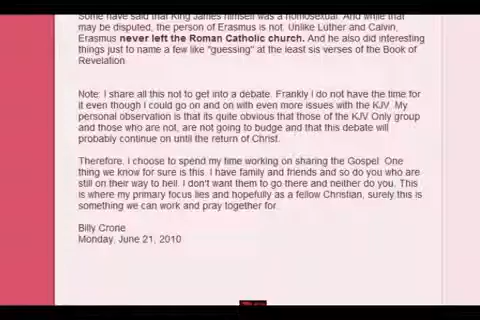 Some have said that King James himself was a homosexual. And while that
may be disputed, the person of Erasmus is not. Unlike Luther and Calvin,
Erasmus never left the Roman Catholic church. And he also did interesting
things just to name a few like "guessing" at the least sis verses of the Book of
Revelation.
Note: I share all this not to get into a debate. Frankly I do not have the time for
it even though I could go on and on with even more issues with the KJV. My
personal observation is that its quite obvious that those of the KJV Only group
and those who are not, are not going to budge and that this debate will
probably continue on until the return of Christ.
Therefore, I choose to spend my time working on sharing the Gospel. One
thing we know for sure is this. I have family and friends and so do you who are
still on their way to hell. I don't want them to go there and neither do you. This
is where my primary focus lies and hopefully as a fellow Christian, surely this is
something we can work and pray together for.
Billy Crone
Monday, June 21, 2010